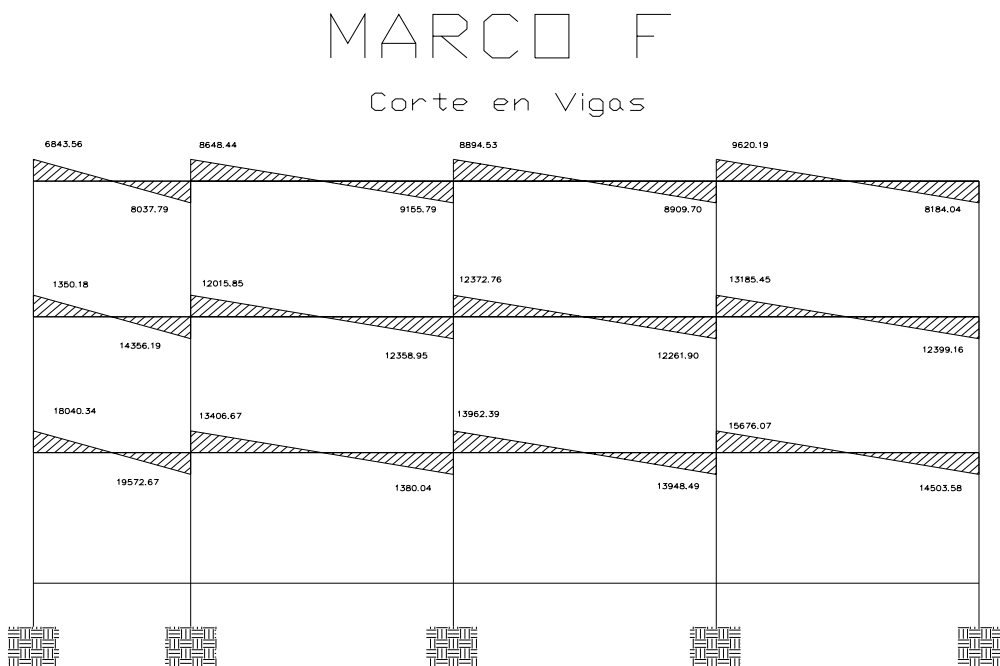 MARCO F
Corte en Vigas
6843.56 8648.44 8894.53 9620.19
8037.79 9155.79 8909.70 8184.04
1350.18 12015.85 12372.76 13185.45
14356.19 12358.95 12261.90 12399.16
18040.34 13406.67 13962.39 15676.07
19572.67 1380.04 13948.49 14503.58